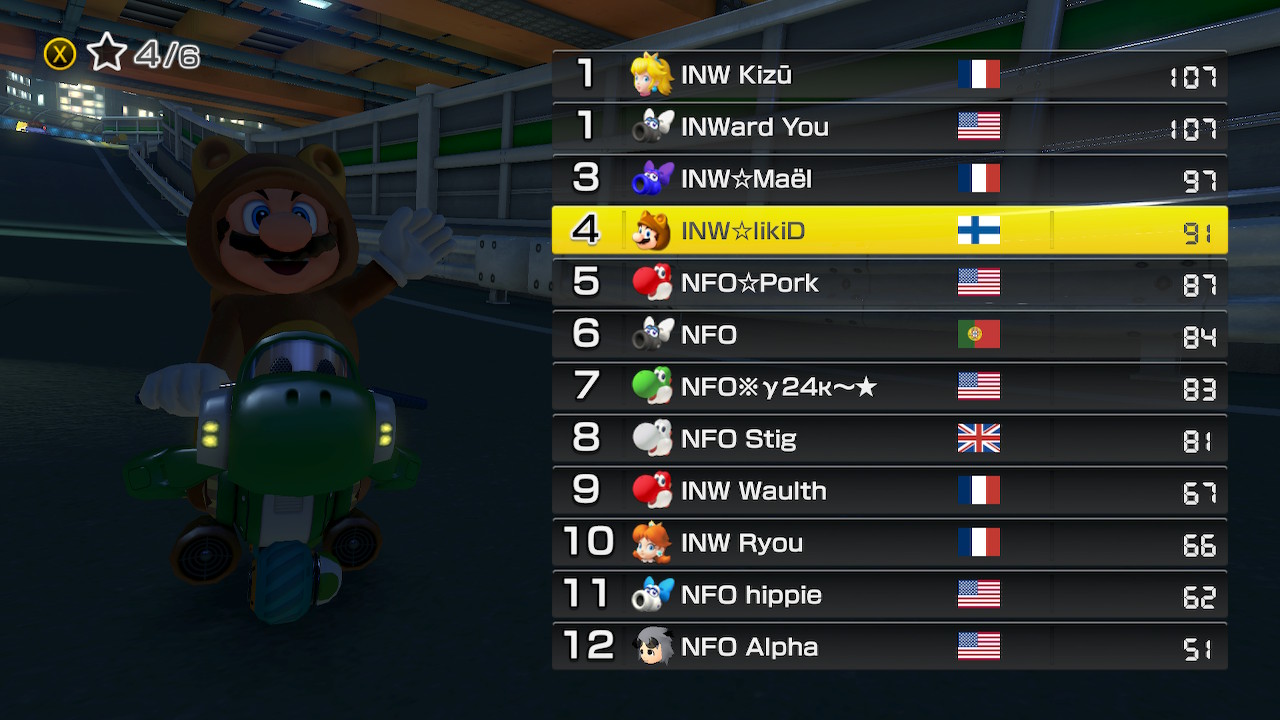 X ☆ 4/6
1 INW Kizū 107
1 INWard You 107
3 INW☆Maël 97
4 INW☆likiD 91
5 NFO☆Pork 87
6 NFO 84
7 NFO※γ24κ〜★ 83
8 NFO Stig 81
9 INW Waulth 67
10 INW Ryou 66
11 NFO hippie 62
12 NFO Alpha 51